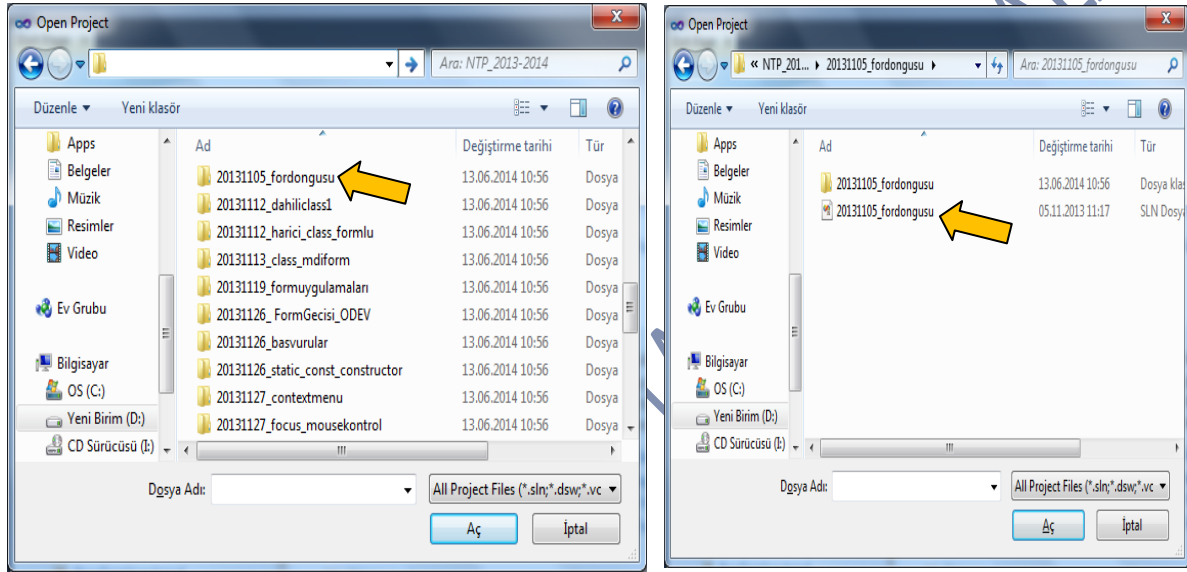 Open Project
Ara: NTP_2013-2014
Düzenle Yeni klasör
Apps
Belgeler
Müzik
Resimler
Video
Ev Grubu
Bilgisayar
OS (C:)
Yeni Birim (D:)
CD Sürücüsü (I:)
Ad Değiştirme tarihi Tür
20131105_fordongusu 13.06.2014 10:56 Dosya
20131112_dahiliclass1 13.06.2014 10:56 Dosya
20131112_harici_class_formlu 13.06.2014 10:56 Dosya
20131113_class_mdiform 13.06.2014 10:56 Dosya
20131119_formuygulamaları 13.06.2014 10:56 Dosya
20131126_ FormGecisi_ODEV 13.06.2014 10:56 Dosya
20131126_basvurular 13.06.2014 10:56 Dosya
20131126_static_const_constructor 13.06.2014 10:56 Dosya
20131127_contextmenu 13.06.2014 10:56 Dosya
20131127_focus_mousekontrol 13.06.2014 10:56 Dosya
Dosya Adı: All Project Files (*.sln;*.dsw;*.vc
Aç İptal
Open Project
« NTP_201... 20131105_fordongusu Ara: 20131105_fordongusu
Düzenle Yeni klasör
Apps
Belgeler
Müzik
Resimler
Video
Ev Grubu
Bilgisayar
OS (C:)
Yeni Birim (D:)
CD Sürücüsü (I:)
Ad Değiştirme tarihi Tür
20131105_fordongusu 13.06.2014 10:56 Dosya klas
20131105_fordongusu 05.11.2013 11:17 SLN Dosya
Dosya Adı: All Project Files (*.sln;*.dsw;*.vc
Aç İptal